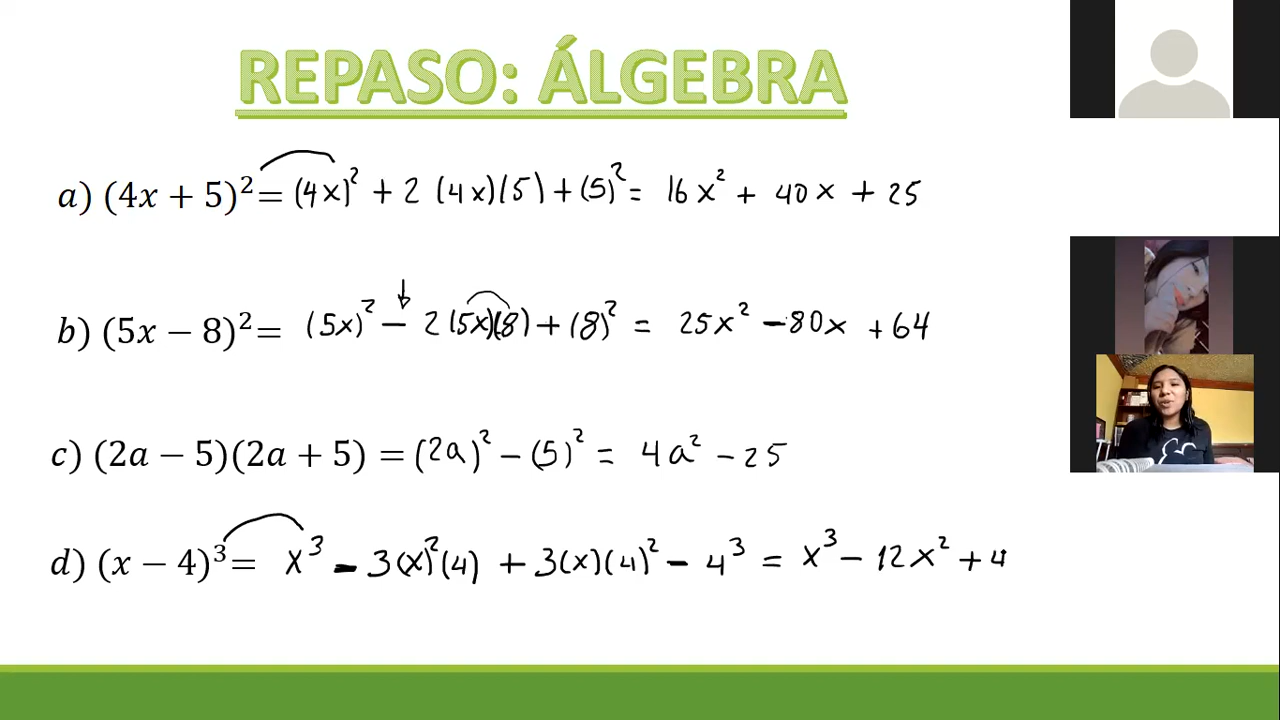 REPASO: ÁLGEBRA
a) (4x + 5)² = (4x)² + 2 (4x)(5) + (5)² = 16x² + 40x + 25
b) (5x − 8)² = (5x)² − 2(5x)(8) + (8)² = 25x² − 80x + 64
c) (2a − 5)(2a + 5) = (2a)² − (5)² = 4a² − 25
d) (x − 4)³ = x³ − 3(x)²(4) + 3(x)(4)² − 4³ = x³ − 12x² + 4